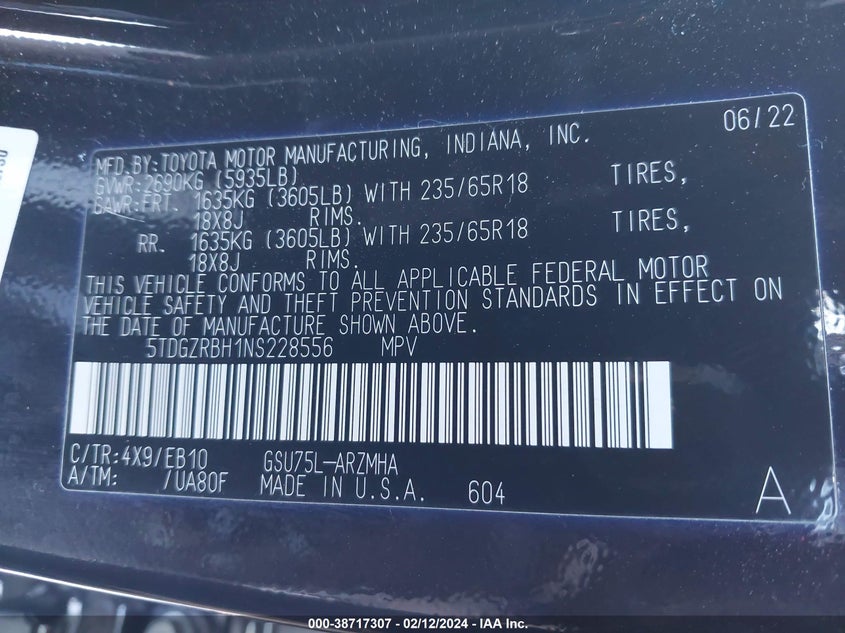 06/22
MFD.BY:TOYOTA MOTOR MANUFACTURING, INDIANA, INC.
GVWR:2690KG (5935LB)
GAWR:FRT. 1635KG (3605LB) WITH 235/65R18 TIRES,
18X8J RIMS.
RR. 1635KG (3605LB) WITH 235/65R18 TIRES,
18X8J RIMS.
THIS VEHICLE CONFORMS TO ALL APPLICABLE FEDERAL MOTOR
VEHICLE SAFETY AND THEFT PREVENTION STANDARDS IN EFFECT ON
THE DATE OF MANUFACTURE SHOWN ABOVE.
5TDGZRBH1NS228556 MPV
C/TR:4X9/EB10 GSU75L-ARZMHA
A/TM: /UA80F MADE IN U.S.A. 604
A
000-38717307 - 02/12/2024 - IAA Inc.